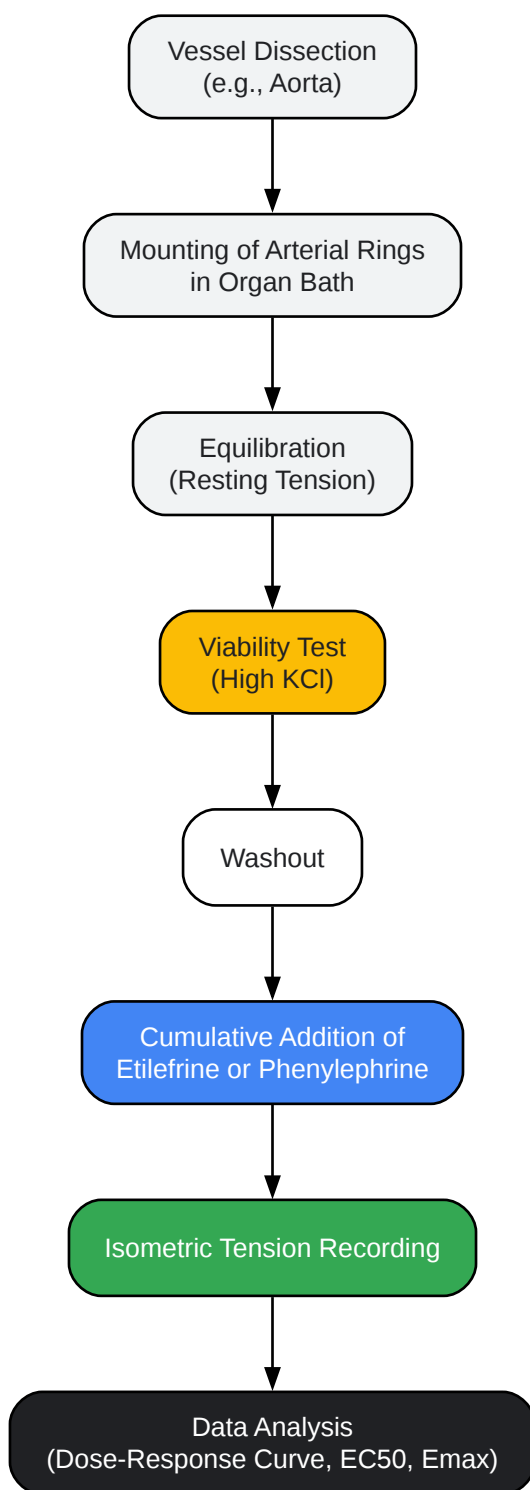 Vessel Dissection
(e.g., Aorta)
Mounting of Arterial Rings
in Organ Bath
Equilibration
(Resting Tension)
Viability Test
(High KCl)
Washout
Cumulative Addition of
Etilefrine or Phenylephrine
Isometric Tension Recording
Data Analysis
(Dose-Response Curve, EC50, Emax)